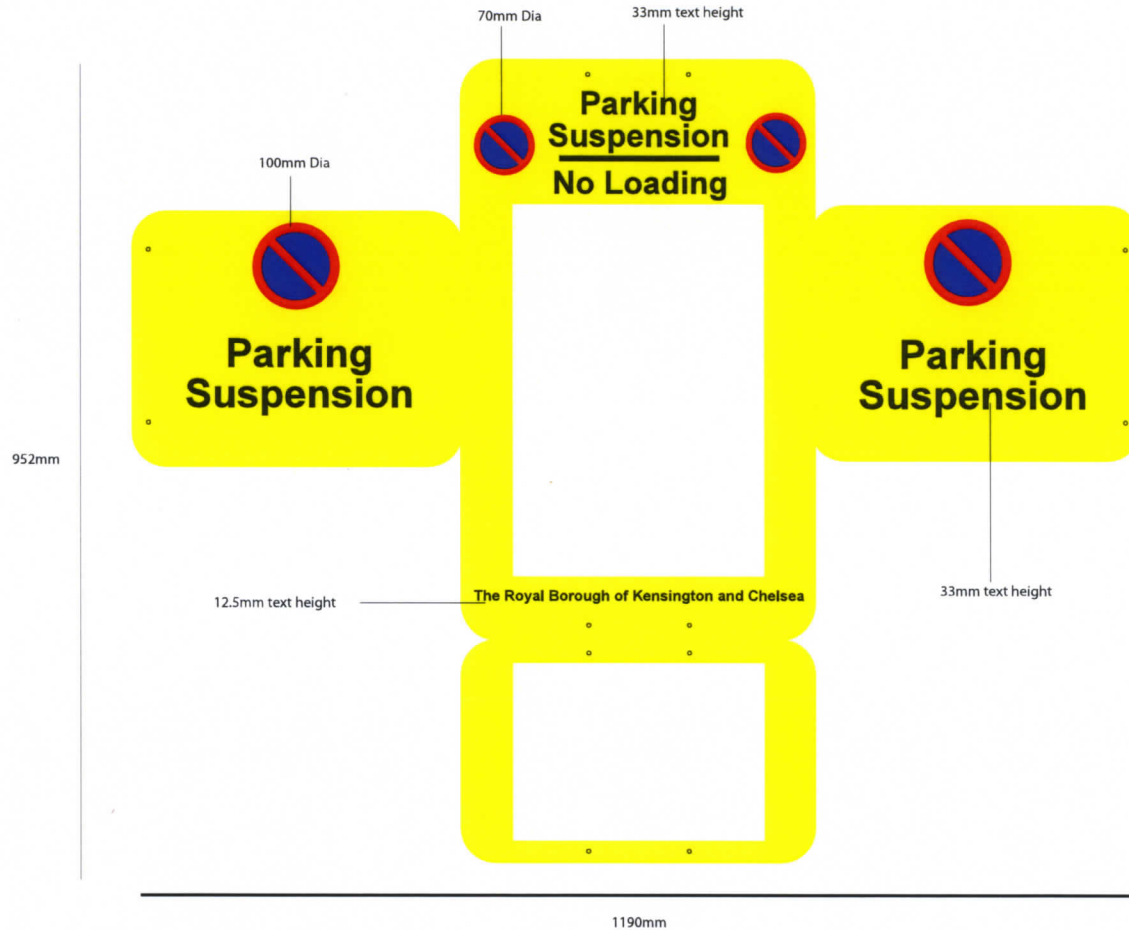 70mm Dia
33mm text height
Parking
Suspension
No Loading
100mm Dia
Parking
Suspension
Parking
Suspension
952mm
12.5mm text height
The Royal Borough of Kensington and Chelsea
33mm text height
1190mm